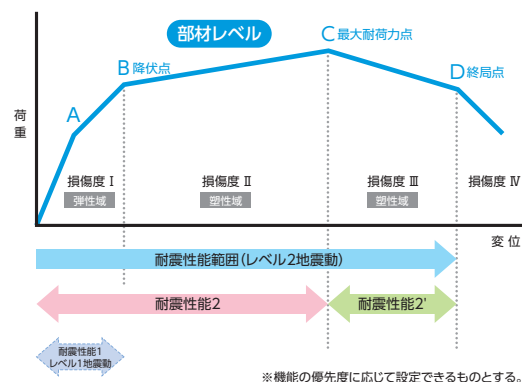 部材レベル
C 最大耐荷力点
B 降伏点
D 終局点
A
荷重
損傷度 Ⅰ
弾性域
損傷度 Ⅱ
塑性域
損傷度 Ⅲ
塑性域
損傷度 Ⅳ
変位
耐震性能範囲(レベル2地震動)
耐震性能2
耐震性能2'
耐震性能1
レベル1地震動
※機能の優先度に応じて設定できるものとする。